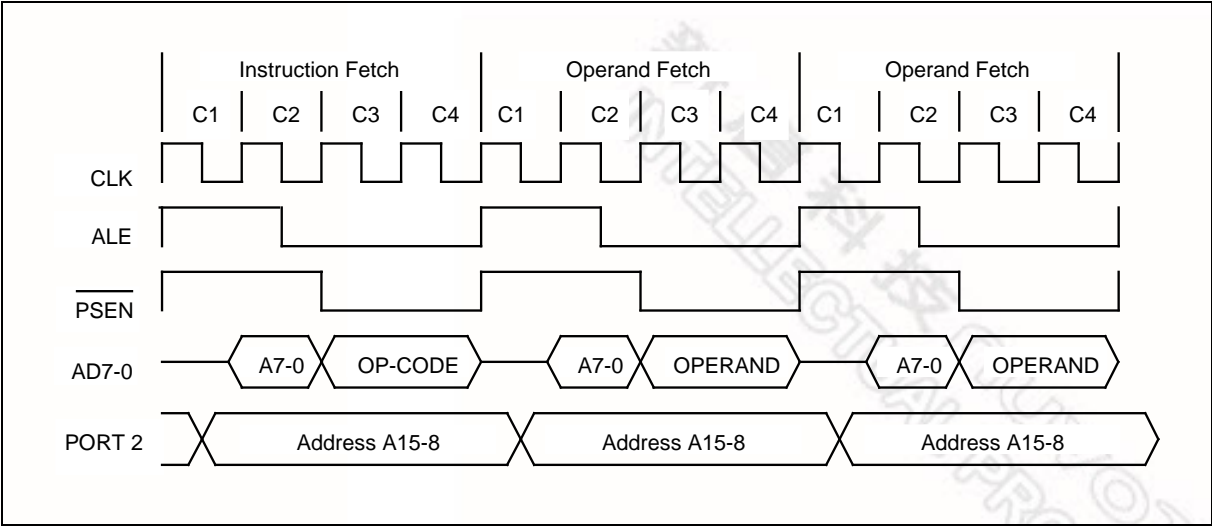 Instruction Fetch Operand Fetch Operand Fetch
C1 C2 C3 C4 C1 C2 C3 C4 C1 C2 C3 C4
CLK
ALE
PSEN
AD7-0 A7-0 OP-CODE A7-0 OPERAND A7-0 OPERAND
PORT 2 Address A15-8 Address A15-8 Address A15-8
INTELLECTUAL PRO